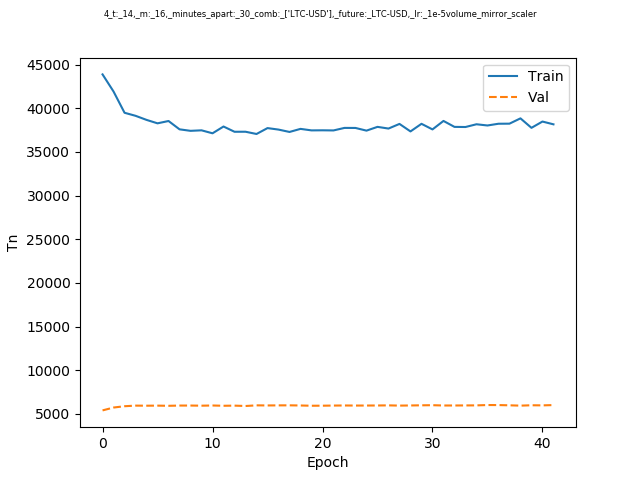 4_t:_14,_m:_16,_minutes_apart:_30_comb:_['LTC-USD'],_future:_LTC-USD,_lr:_1e-5volume_mirror_scaler
Train
Val
45000
40000
35000
30000
25000
20000
15000
10000
5000
Tn
0 10 20 30 40
Epoch